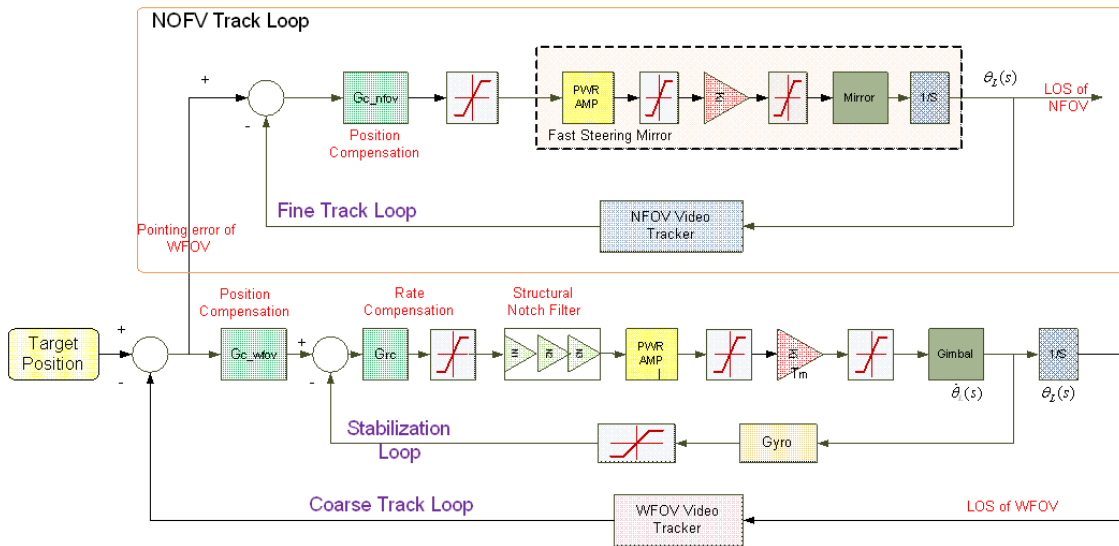 NOFV Track Loop
+
-
Gc_nfov
Position
Compensation
PWR
AMP
K
Mirror
1/S
θL(s)
LOS of
NFOV
Fast Steering Mirror
Fine Track Loop
NFOV Video
Tracker
Pointing error of
WFOV
Position
Compensation
Rate
Compensation
Structural
Notch Filter
Target
Position
+
-
Gc_wfov
+
-
Grc
K
K
K
PWR
AMP
I
K
Tm
Gimbal
θ̇L(s)
1/S
θL(s)
Stabilization
Loop
Gyro
Coarse Track Loop
WFOV Video
Tracker
LOS of WFOV